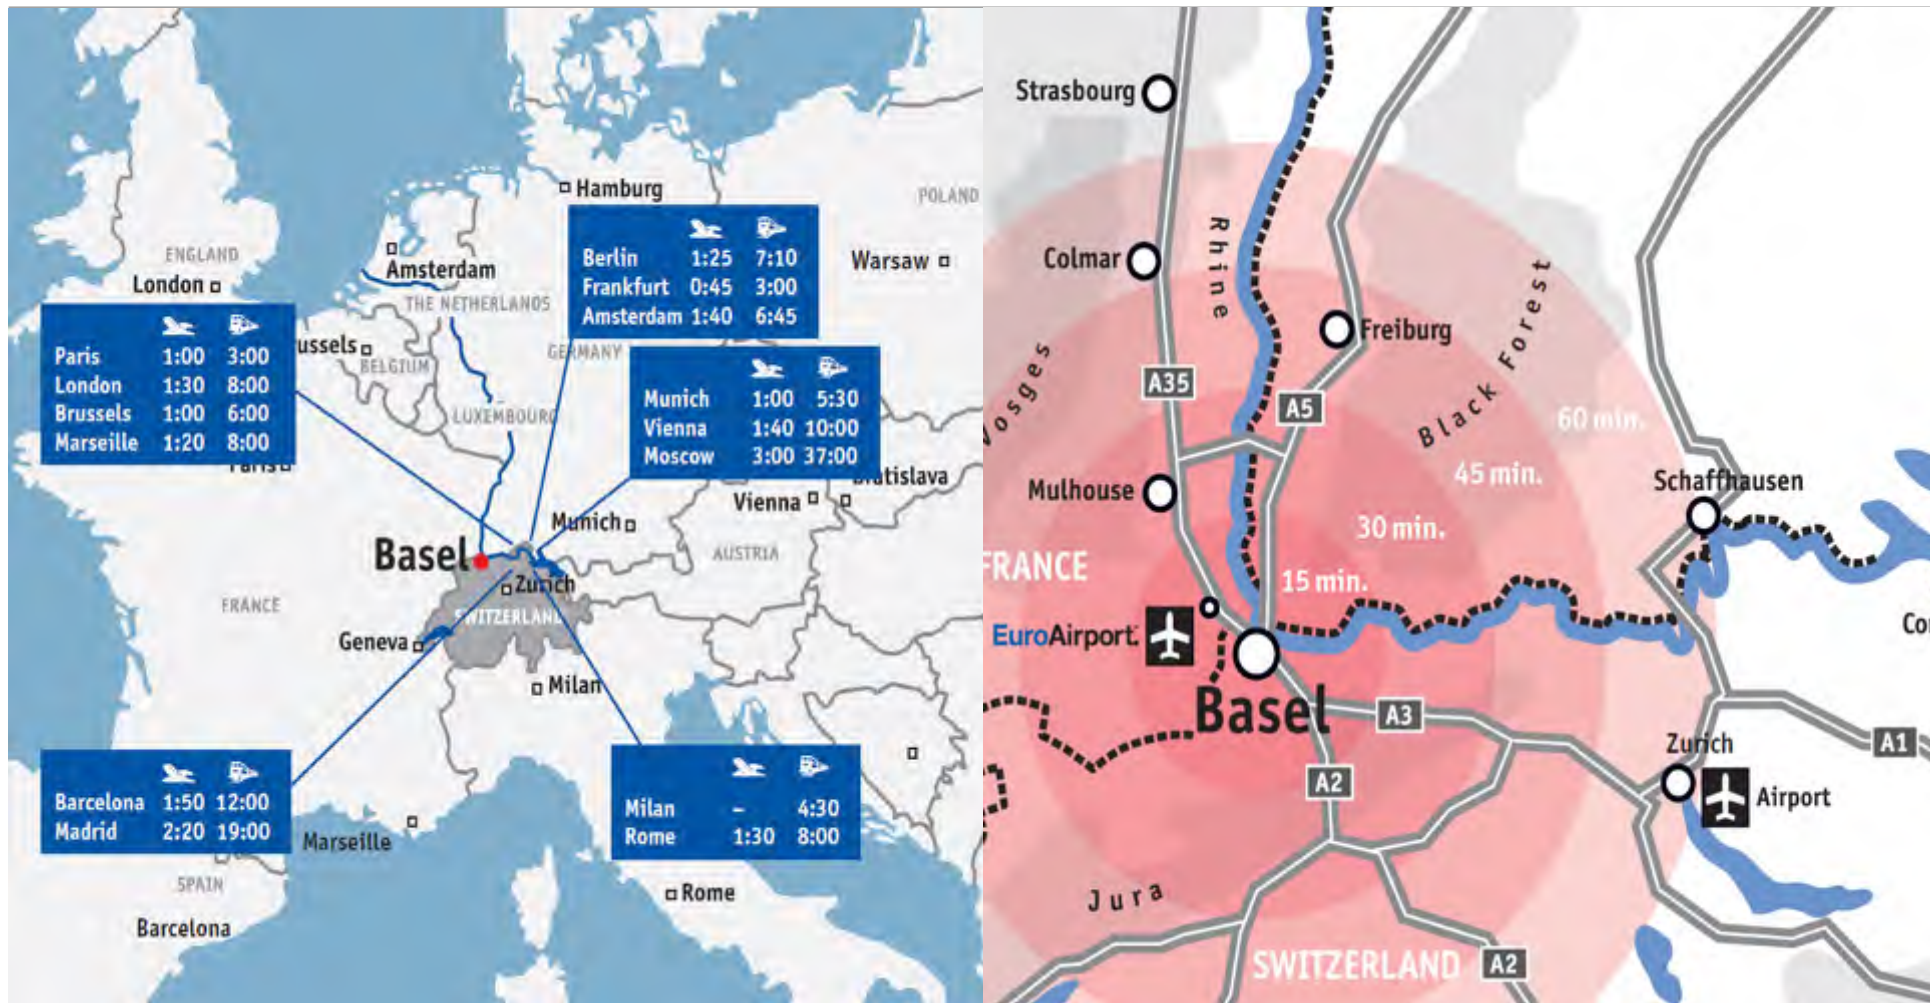 Hamburg
POLAND
ENGLAND
London
Amsterdam
Warsaw
THE NETHERLANDS
Berlin 1:25 7:10
Frankfurt 0:45 3:00
Amsterdam 1:40 6:45
Paris 1:00 3:00
London 1:30 8:00
Brussels 1:00 6:00
Marseille 1:20 8:00
ussels
BELGIUM
GERMANY
LUXEMBOURG
Munich 1:00 5:30
Vienna 1:40 10:00
Moscow 3:00 37:00
Paris
Bratislava
Vienna
Munich
Basel
AUSTRIA
Zurich
FRANCE
SWITZERLAND
Geneva
Milan
Barcelona 1:50 12:00
Madrid 2:20 19:00
Milan – 4:30
Rome 1:30 8:00
Marseille
SPAIN
Rome
Barcelona
Strasbourg
Colmar
Rhine
Freiburg
Vosges
Black Forest
A35
A5
60 min.
45 min.
30 min.
15 min.
Mulhouse
Schaffhausen
FRANCE
EuroAirport
Basel
Co
A3
A1
A2
Zurich
Airport
Jura
SWITZERLAND
A2